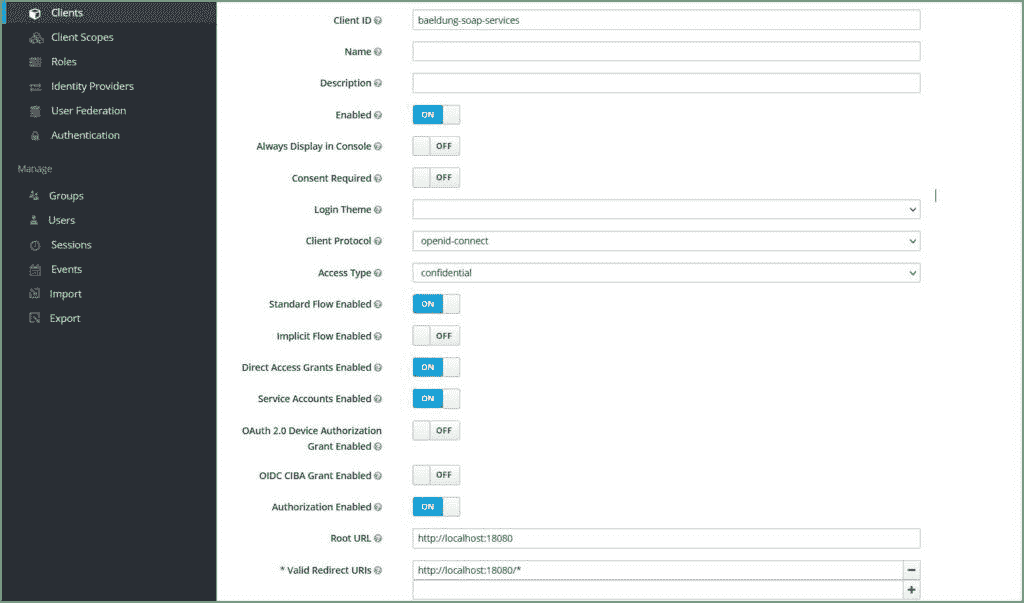 Clients
Client Scopes
Roles
Identity Providers
User Federation
Authentication
Manage
Groups
Users
Sessions
Events
Import
Export
Client ID baeldung-soap-services
Name
Description
Enabled ON
Always Display in Console OFF
Consent Required OFF
Login Theme
Client Protocol openid-connect
Access Type confidential
Standard Flow Enabled ON
Implicit Flow Enabled OFF
Direct Access Grants Enabled ON
Service Accounts Enabled ON
OAuth 2.0 Device Authorization OFF
Grant Enabled
OIDC CIBA Grant Enabled OFF
Authorization Enabled ON
Root URL http://localhost:18080
* Valid Redirect URIs http://localhost:18080/*